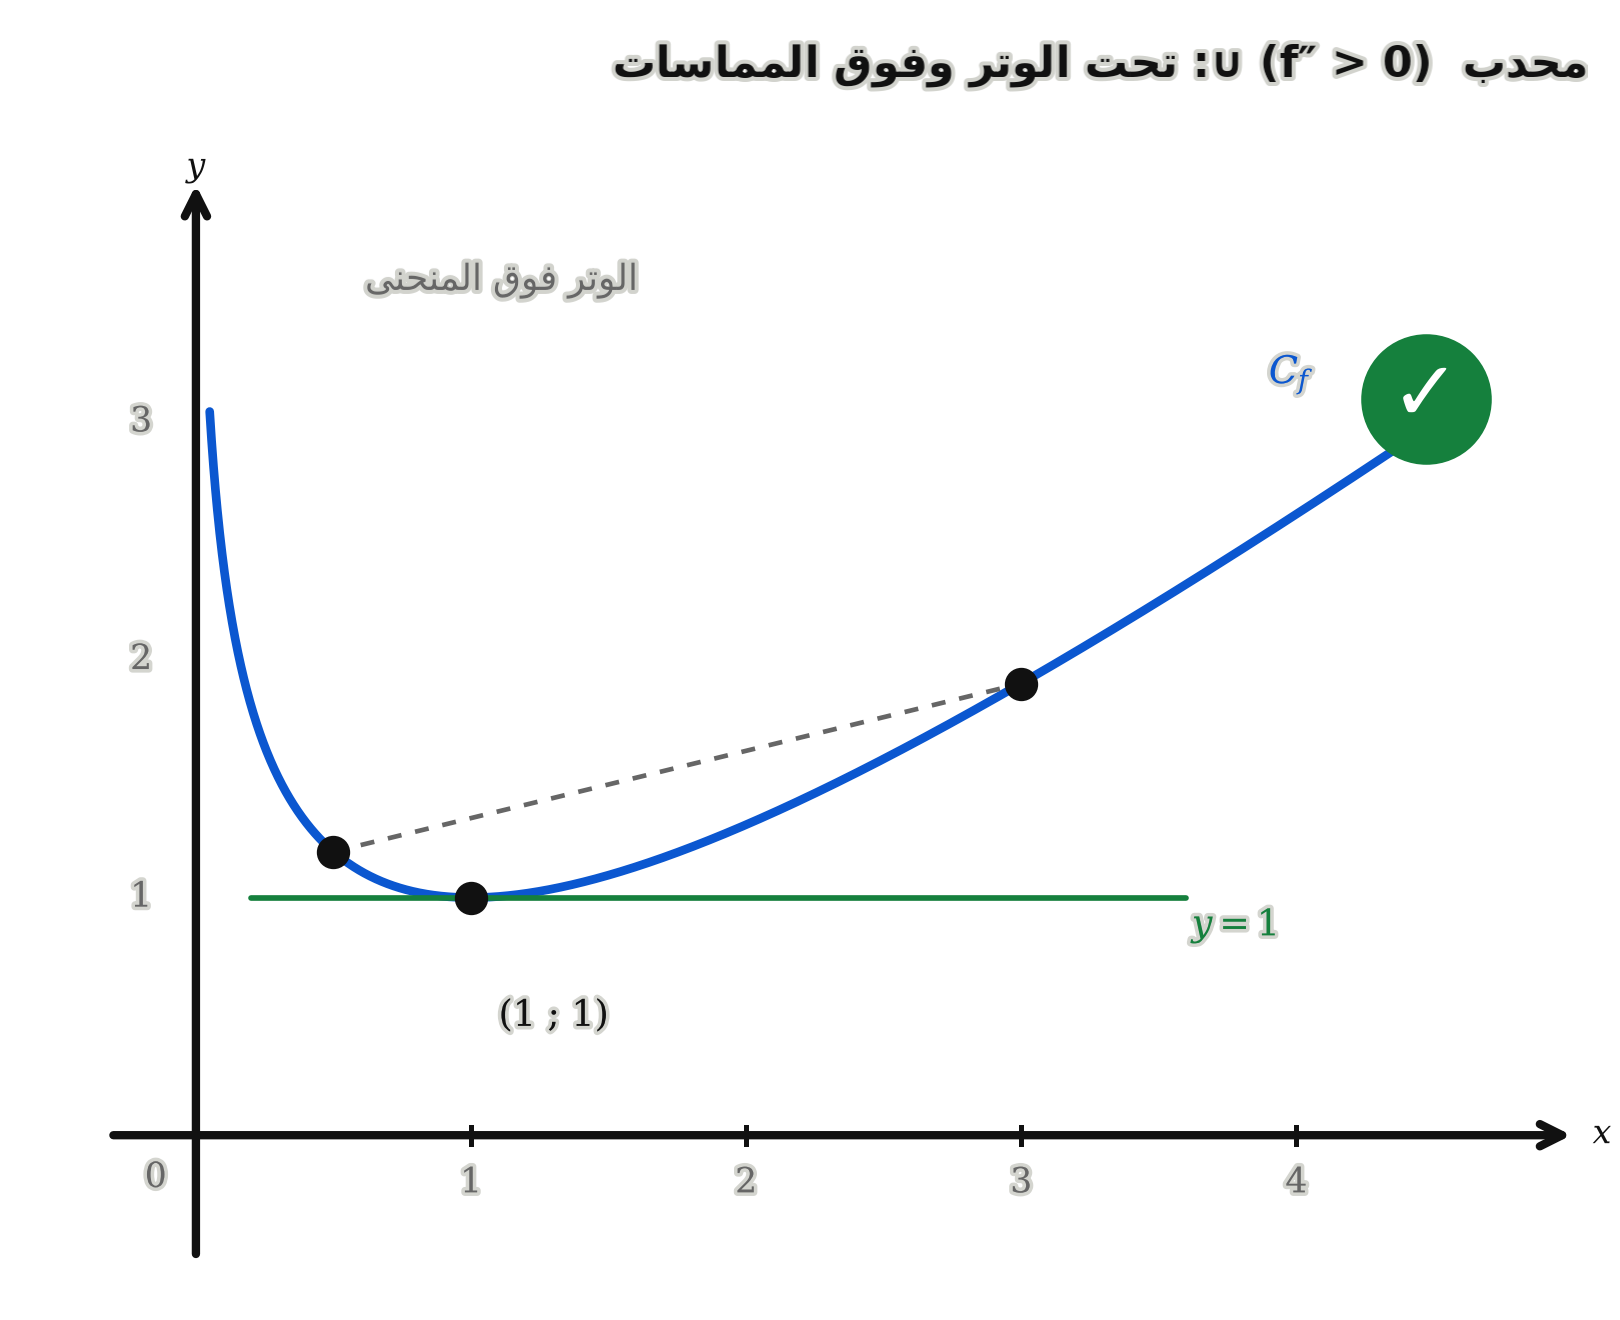 محدب (f″ > 0) ∪: تحت الوتر وفوق المماسات
y
الوتر فوق المنحنى
C_f
✓
3
2
1
y = 1
(1 ; 1)
x
0 1 2 3 4